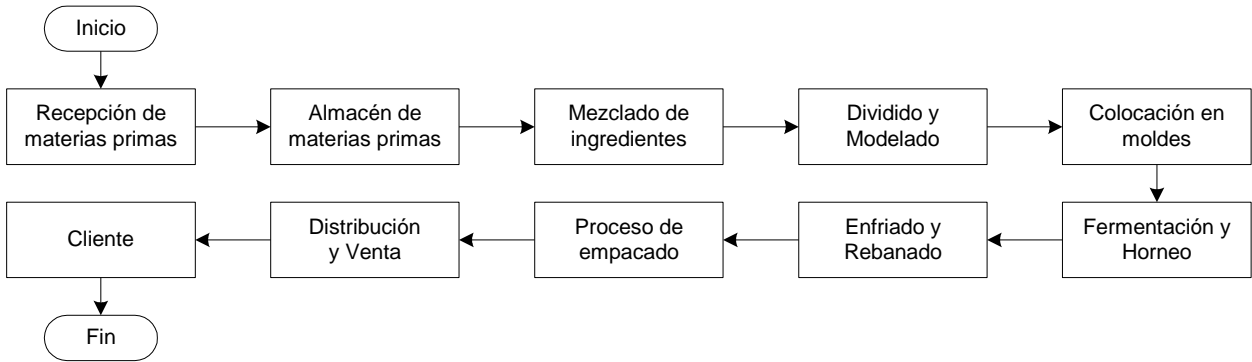 Inicio
Recepción de
materias primas
Almacén de
materias primas
Mezclado de
ingredientes
Dividido y
Modelado
Colocación en
moldes
Fermentación y
Horneo
Enfriado y
Rebanado
Proceso de
empacado
Distribución
y Venta
Cliente
Fin